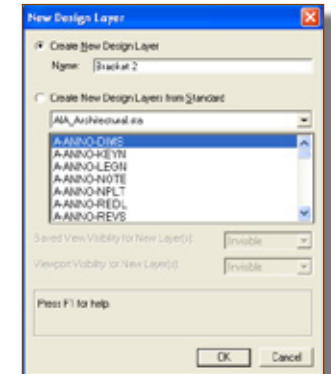 New Design Layer
Create New Design Layer
Name: Bracket 2
Create New Design Layers from Standard
AIA_Architectural.sta
A-ANNO-DIMS
A-ANNO-KEYN
A-ANNO-LEGN
A-ANNO-NOTE
A-ANNO-NPLT
A-ANNO-REDL
A-ANNO-REVS
Saved View Visibility for New Layer(s): Invisible
Viewport Visibility for New Layer(s): Invisible
Press F1 for help.
OK Cancel